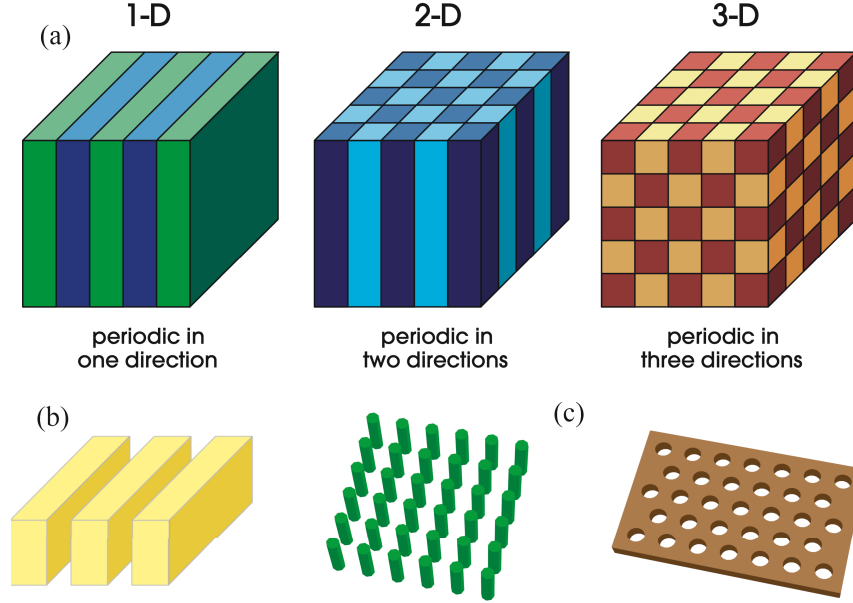 1-D
2-D
3-D
(a)
periodic in
one direction
periodic in
two directions
periodic in
three directions
(b)
(c)